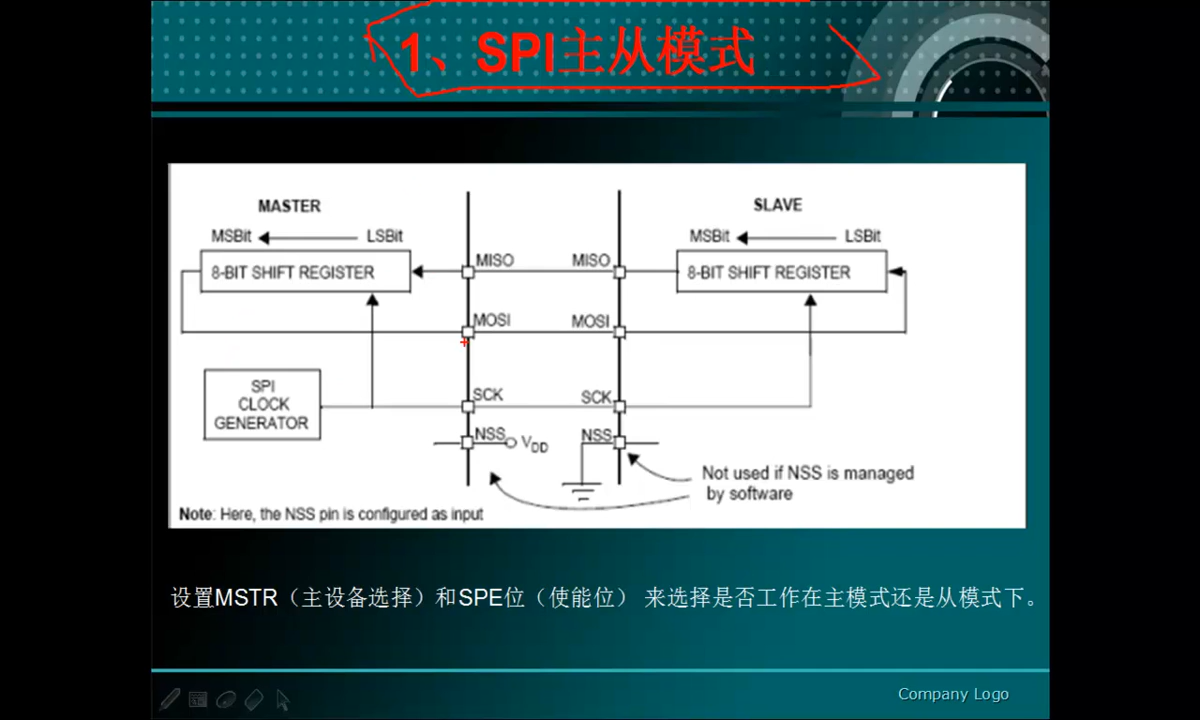 1、SPI主从模式
MASTER
SLAVE
MSBit LSBit
MSBit LSBit
8-BIT SHIFT REGISTER
8-BIT SHIFT REGISTER
MISO MISO
MOSI MOSI
SPI
CLOCK
GENERATOR
SCK SCK
NSS VDD NSS
Not used if NSS is managed
by software
Note: Here, the NSS pin is configured as input
设置MSTR（主设备选择）和SPE位（使能位） 来选择是否工作在主模式还是从模式下。
Company Logo